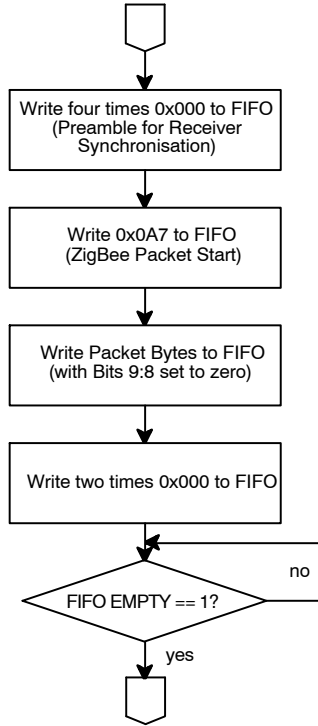 Write four times 0x000 to FIFO
(Preamble for Receiver
Synchronisation)
Write 0x0A7 to FIFO
(ZigBee Packet Start)
Write Packet Bytes to FIFO
(with Bits 9:8 set to zero)
Write two times 0x000 to FIFO
no
FIFO EMPTY == 1?
yes